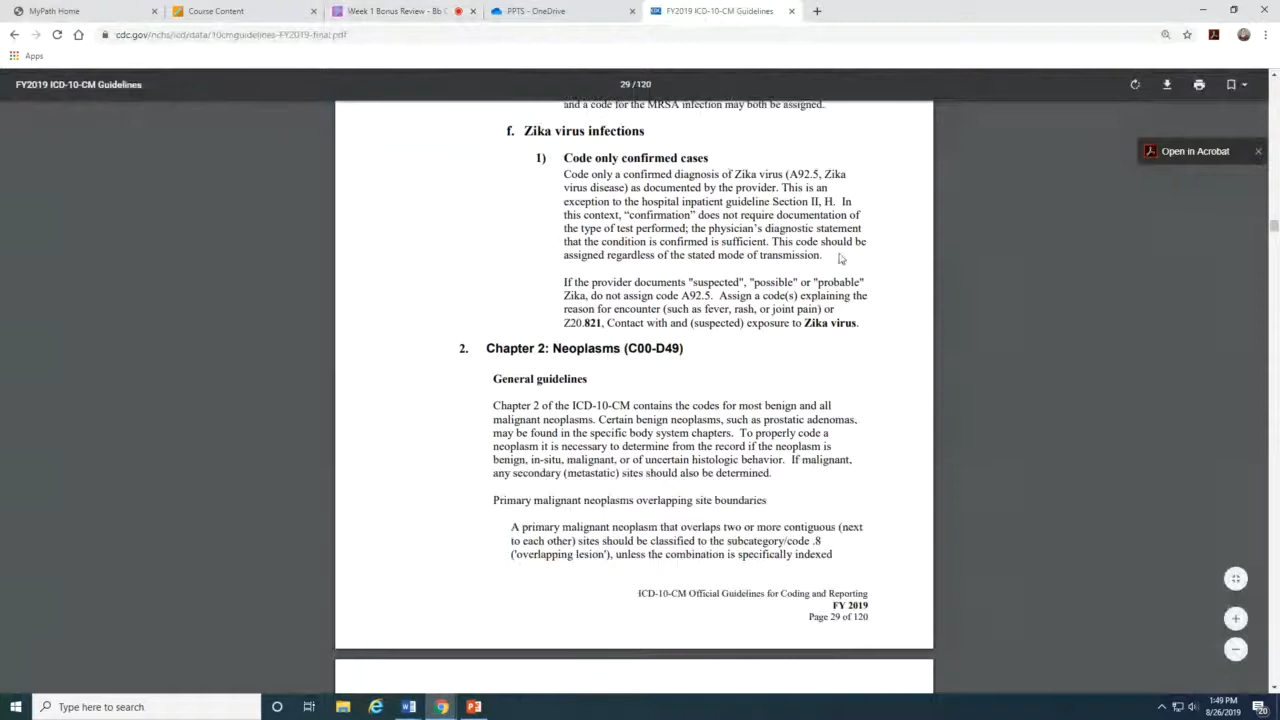 MyPath Home
Course Content
Week 1 Bonus Review - Bb C
PPTS - OneDrive
FY2019 ICD-10-CM Guidelines
cdc.gov/nchs/icd/data/10cmguidelines-FY2019-final.pdf
Apps
FY2019 ICD-10-CM Guidelines
29 / 120
and a code for the MRSA infection may both be assigned.
f. Zika virus infections
1) Code only confirmed cases
Code only a confirmed diagnosis of Zika virus (A92.5, Zika
virus disease) as documented by the provider. This is an
exception to the hospital inpatient guideline Section II, H. In
this context, “confirmation” does not require documentation of
the type of test performed; the physician’s diagnostic statement
that the condition is confirmed is sufficient. This code should be
assigned regardless of the stated mode of transmission.
If the provider documents "suspected", "possible" or "probable"
Zika, do not assign code A92.5. Assign a code(s) explaining the
reason for encounter (such as fever, rash, or joint pain) or
Z20.821, Contact with and (suspected) exposure to Zika virus.
Open in Acrobat
2. Chapter 2: Neoplasms (C00-D49)
General guidelines
Chapter 2 of the ICD-10-CM contains the codes for most benign and all
malignant neoplasms. Certain benign neoplasms, such as prostatic adenomas,
may be found in the specific body system chapters. To properly code a
neoplasm it is necessary to determine from the record if the neoplasm is
benign, in-situ, malignant, or of uncertain histologic behavior. If malignant,
any secondary (metastatic) sites should also be determined.
Primary malignant neoplasms overlapping site boundaries
A primary malignant neoplasm that overlaps two or more contiguous (next
to each other) sites should be classified to the subcategory/code .8
('overlapping lesion'), unless the combination is specifically indexed
ICD-10-CM Official Guidelines for Coding and Reporting
FY 2019
Page 29 of 120
Type here to search
1:49 PM
8/26/2019
20